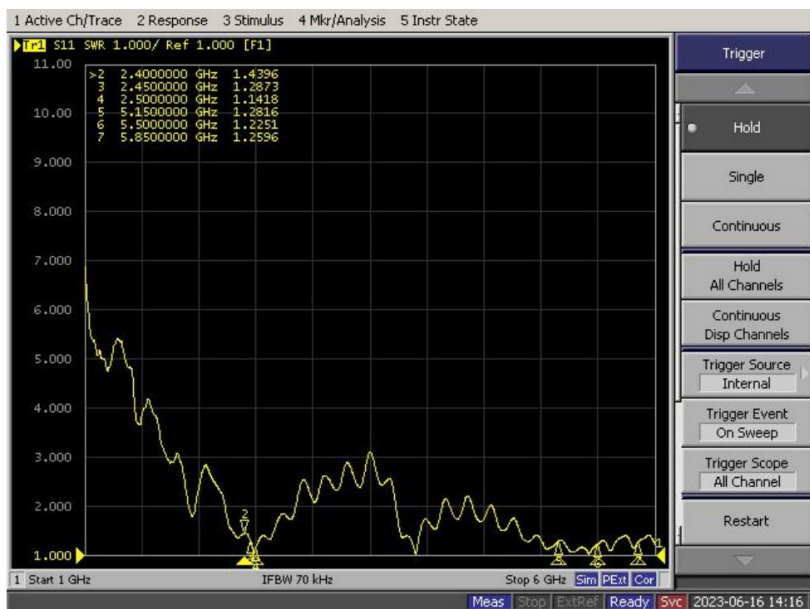 1 Active Ch/Trace 2 Response 3 Stimulus 4 Mkr/Analysis 5 Instr State
Tr1 S11 SWR 1.000/ Ref 1.000 [F1]
11.00
10.00
9.000
8.000
7.000
6.000
5.000
4.000
3.000
2.000
1.000
>2 2.4000000 GHz 1.4396
3 2.4500000 GHz 1.2873
4 2.5000000 GHz 1.1418
5 5.1500000 GHz 1.2816
6 5.5000000 GHz 1.2251
7 5.8500000 GHz 1.2596
2
1
1 Start 1 GHz IFBW 70 kHz Stop 6 GHz Sim PExt Cor
Trigger
Hold
Single
Continuous
Hold
All Channels
Continuous
Disp Channels
Trigger Source
Internal
Trigger Event
On Sweep
Trigger Scope
All Channel
Restart
Meas Stop ExtRef Ready Svc 2023-06-16 14:16